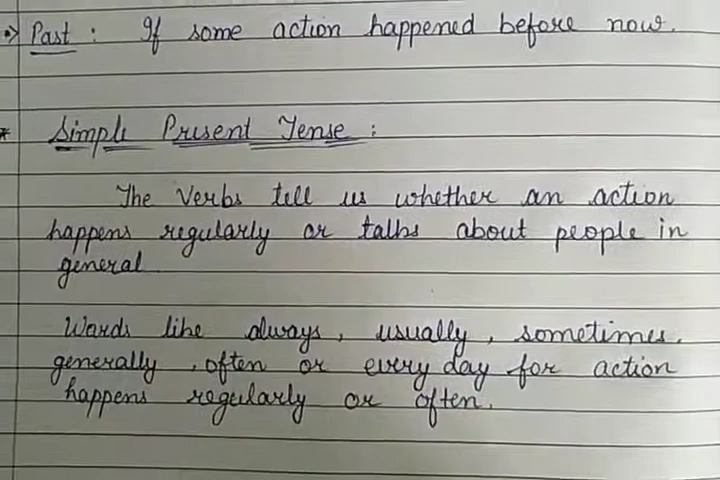 → Past : If some action happened before now.
* Simple Present Tense :
The Verbs tell us whether an action
happens regularly or talks about people in
general
Words like always, usually, sometimes,
generally, often or every day for action
happens regularly or often.